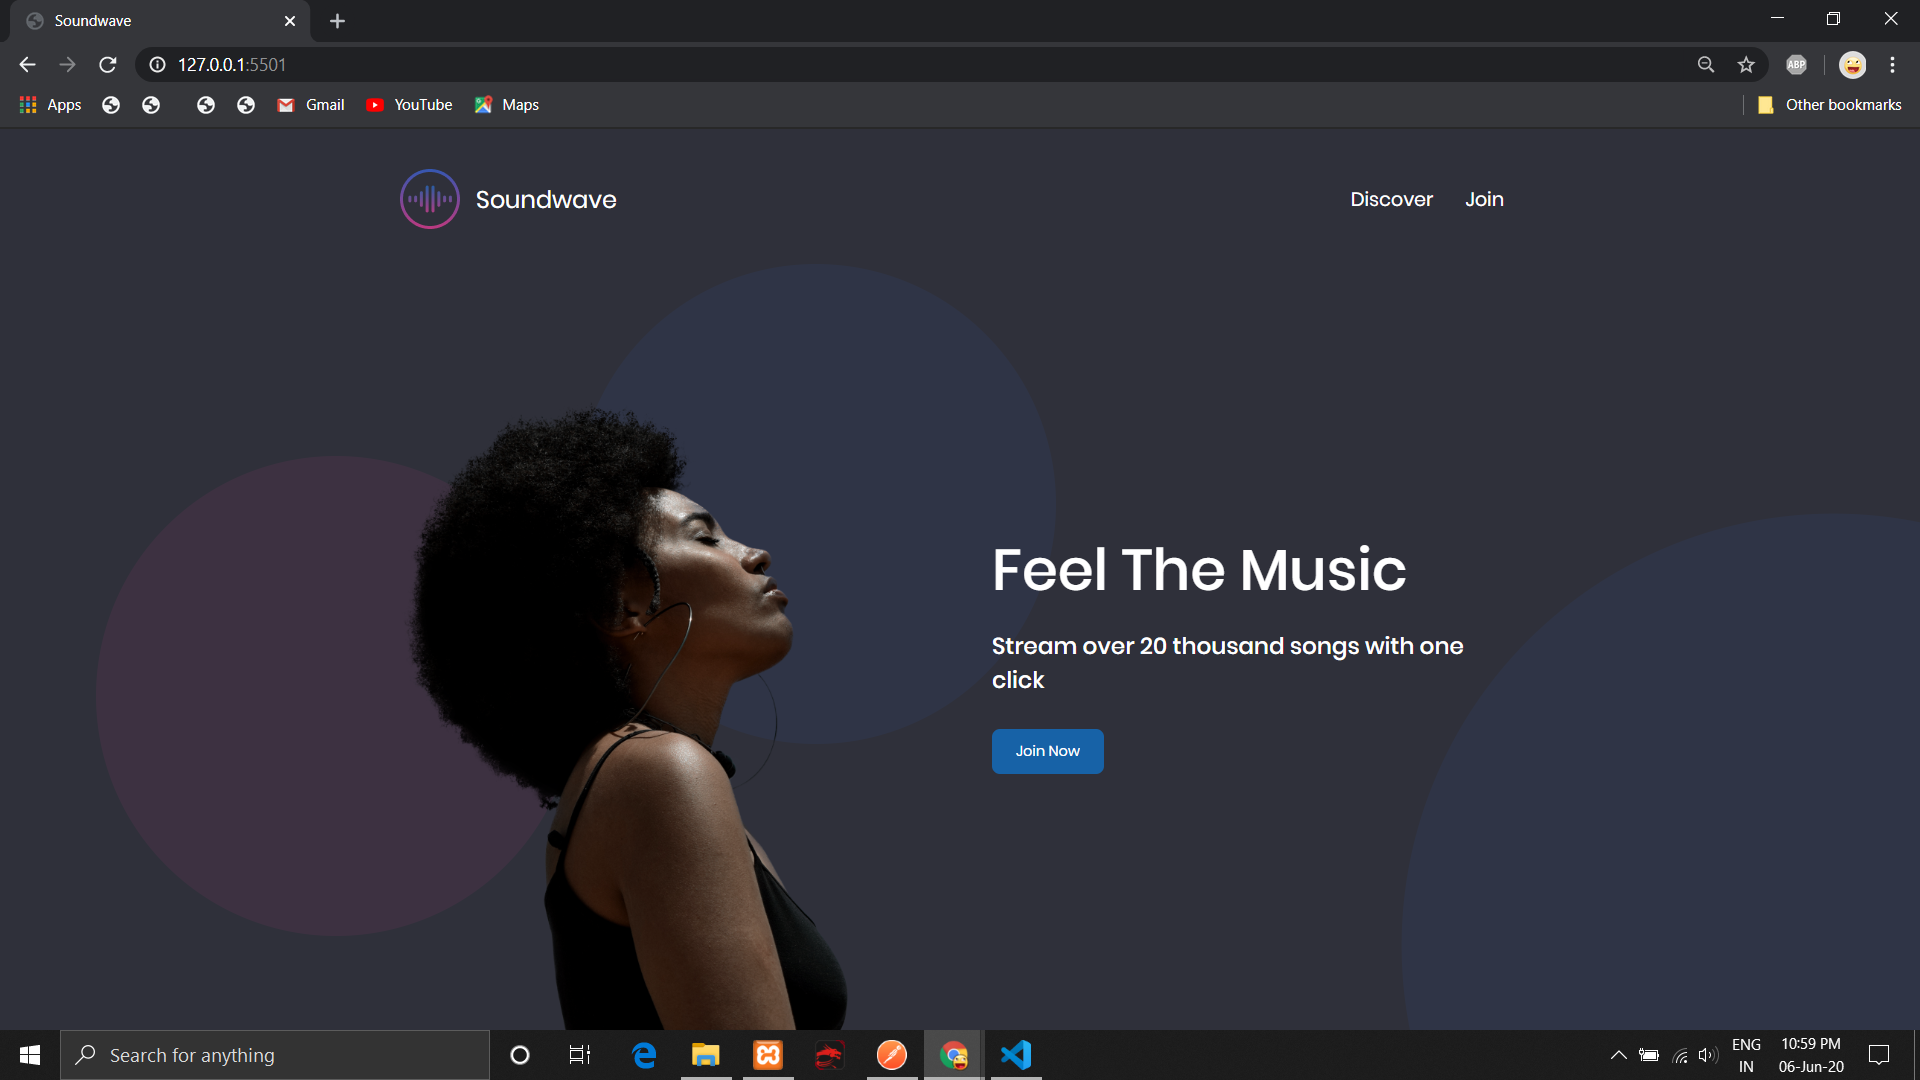 Soundwave
127.0.0.1:5501
ABP
Apps
Gmail
YouTube
Maps
Other bookmarks
Soundwave
Discover
Join
Feel The Music
Stream over 20 thousand songs with one
click
Join Now
Search for anything
ENG
IN
10:59 PM
06-Jun-20